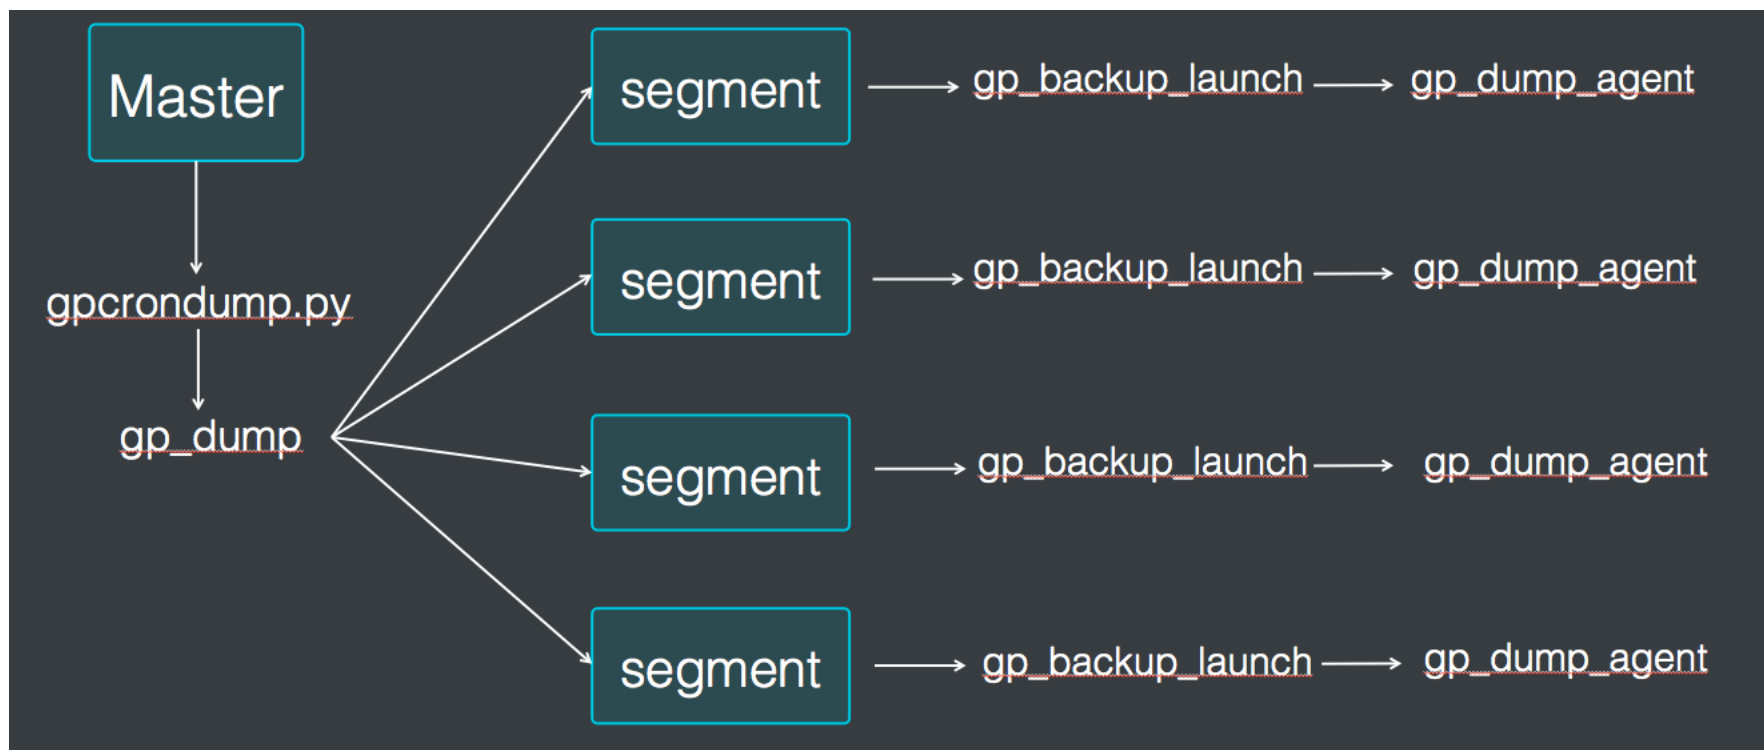 Master
gpcrondump.py
gp_dump
segment
gp_backup_launch
gp_dump_agent
segment
gp_backup_launch
gp_dump_agent
segment
gp_backup_launch
gp_dump_agent
segment
gp_backup_launch
gp_dump_agent